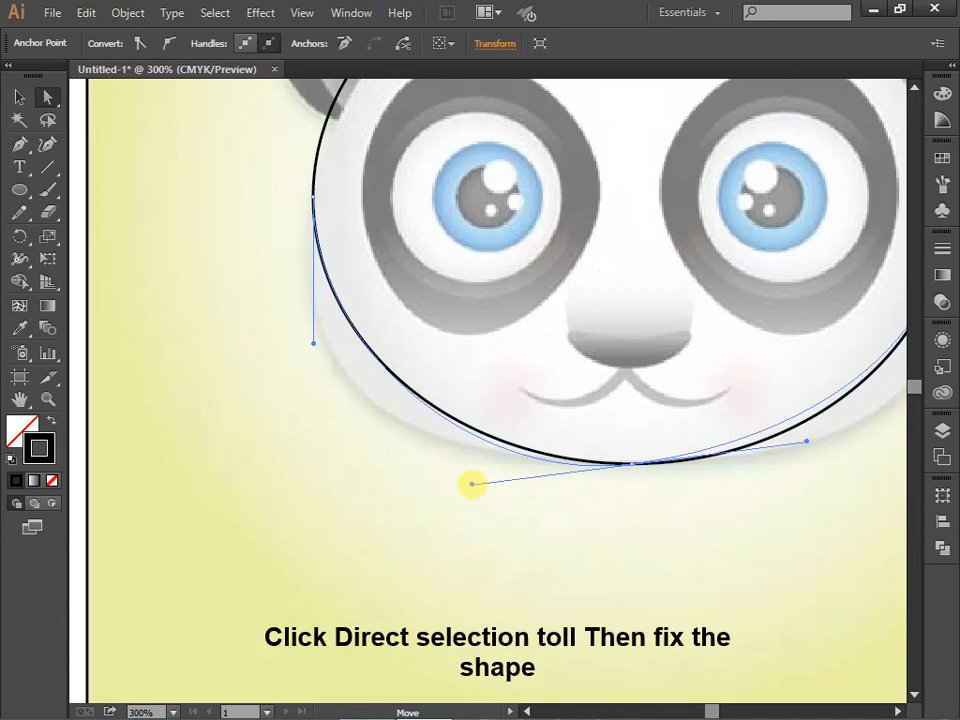 Ai File Edit Object Type Select Effect View Window Help Br Essentials
Anchor Point Convert: Handles: Anchors: Transform
Untitled-1* @ 300% (CMYK/Preview) ×
T
Click Direct selection toll Then fix the
shape
300% 1 Move